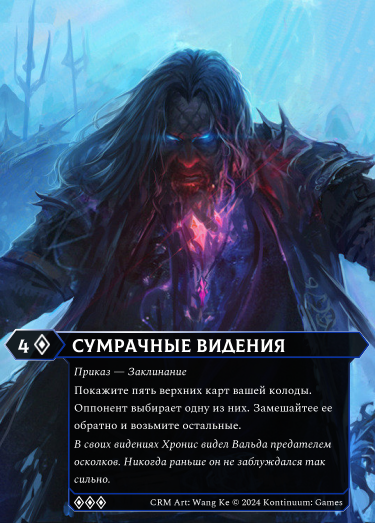 4
СУМРАЧНЫЕ ВИДЕНИЯ
Приказ — Заклинание
Покажите пять верхних карт вашей колоды.
Оппонент выбирает одну из них. Замешайтее ее
обратно и возьмите остальные.
В своих видениях Хронис видел Вальда предателем
осколков. Никогда раньше он не заблуждался так
сильно.
CRM Art: Wang Ke © 2024 Kontinuum: Games